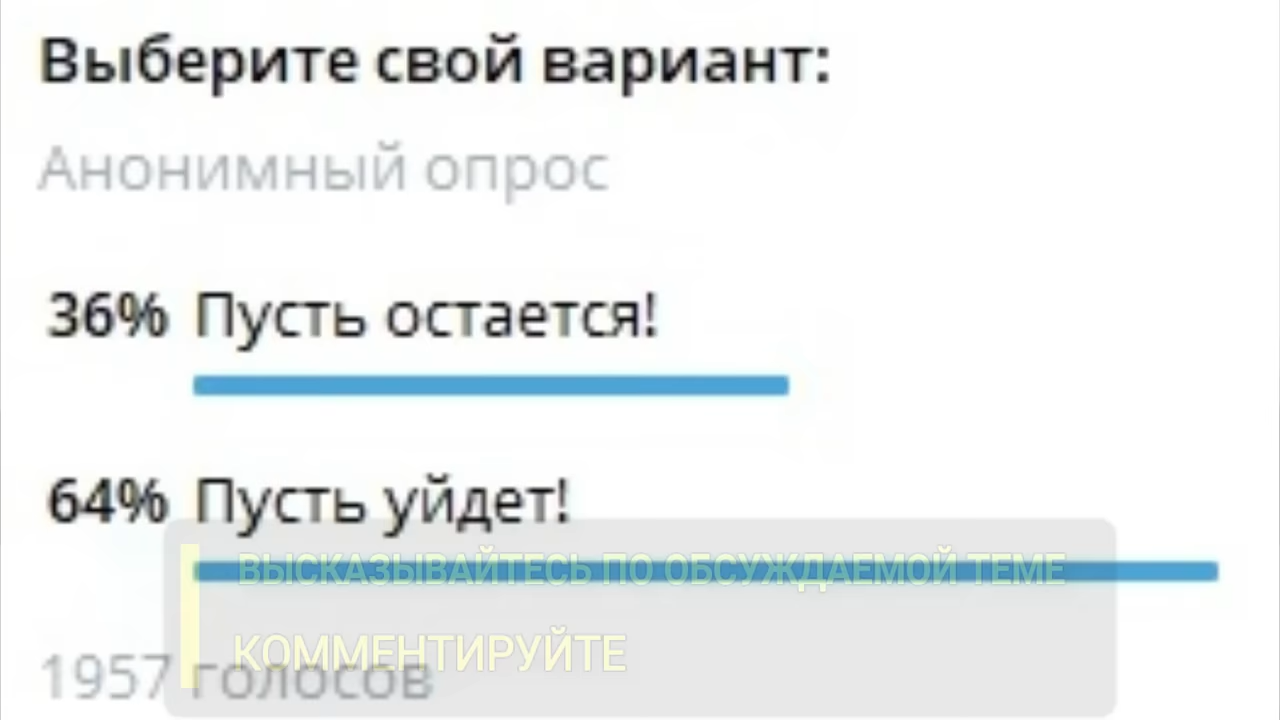 Выберите свой вариант:
Анонимный опрос
36% Пусть остается!
64% Пусть уйдет!
ВЫСКАЗЫВАЙТЕСЬ ПО ОБСУЖДАЕМОЙ ТЕМЕ
КОММЕНТИРУЙТЕ
1957 голосов